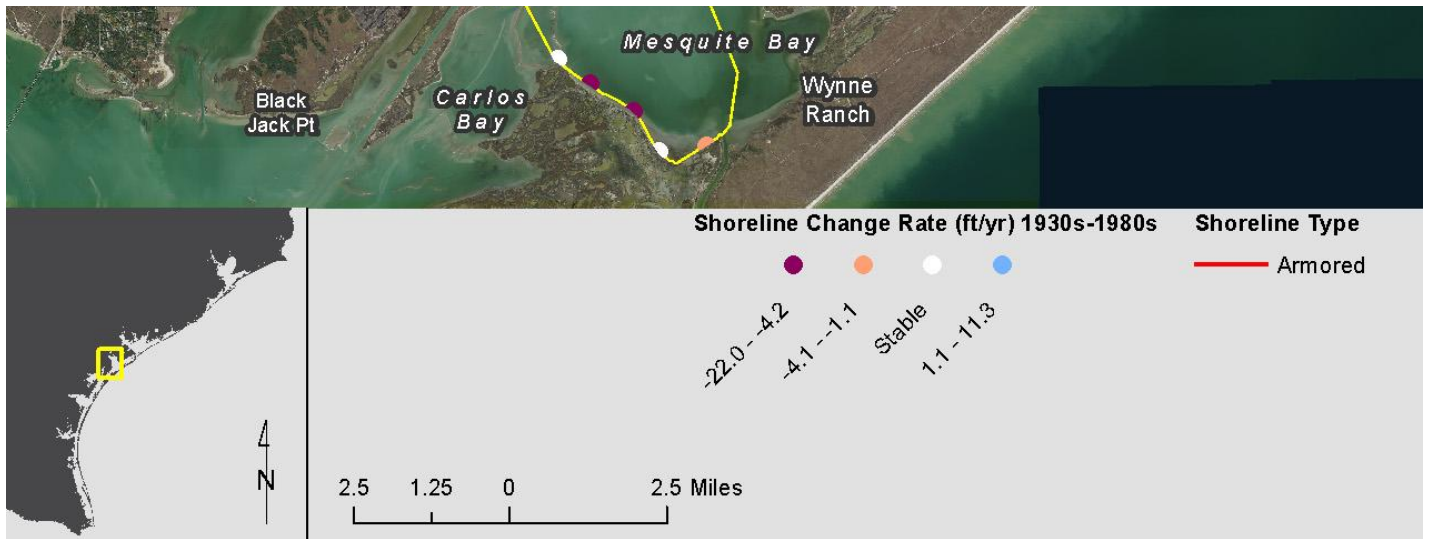 Mesquite Bay
Wynne
Ranch
Carlos
Bay
Black
Jack Pt
Shoreline Change Rate (ft/yr) 1930s-1980s
-22.0 - -4.2
-4.1 - -1.1
Stable
1.1 - 11.3
Shoreline Type
Armored
N
2.5 1.25 0 2.5 Miles